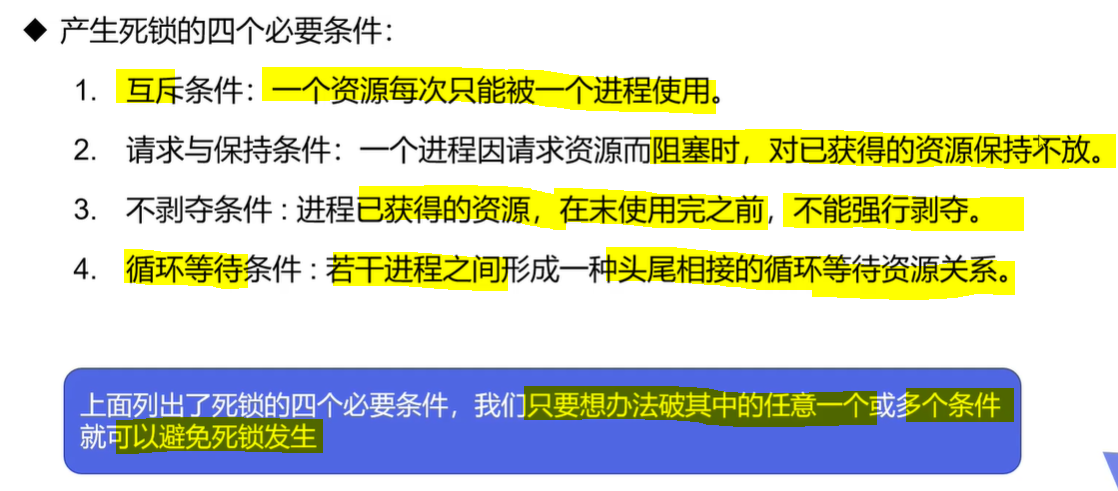 ◆ 产生死锁的四个必要条件:
1. 互斥条件：一个资源每次只能被一个进程使用。
2. 请求与保持条件：一个进程因请求资源而阻塞时，对已获得的资源保持不放。
3. 不剥夺条件 : 进程已获得的资源，在末使用完之前，不能强行剥夺。
4. 循环等待条件 : 若干进程之间形成一种头尾相接的循环等待资源关系。
上面列出了死锁的四个必要条件，我们只要想办法破其中的任意一个或多个条件
就可以避免死锁发生